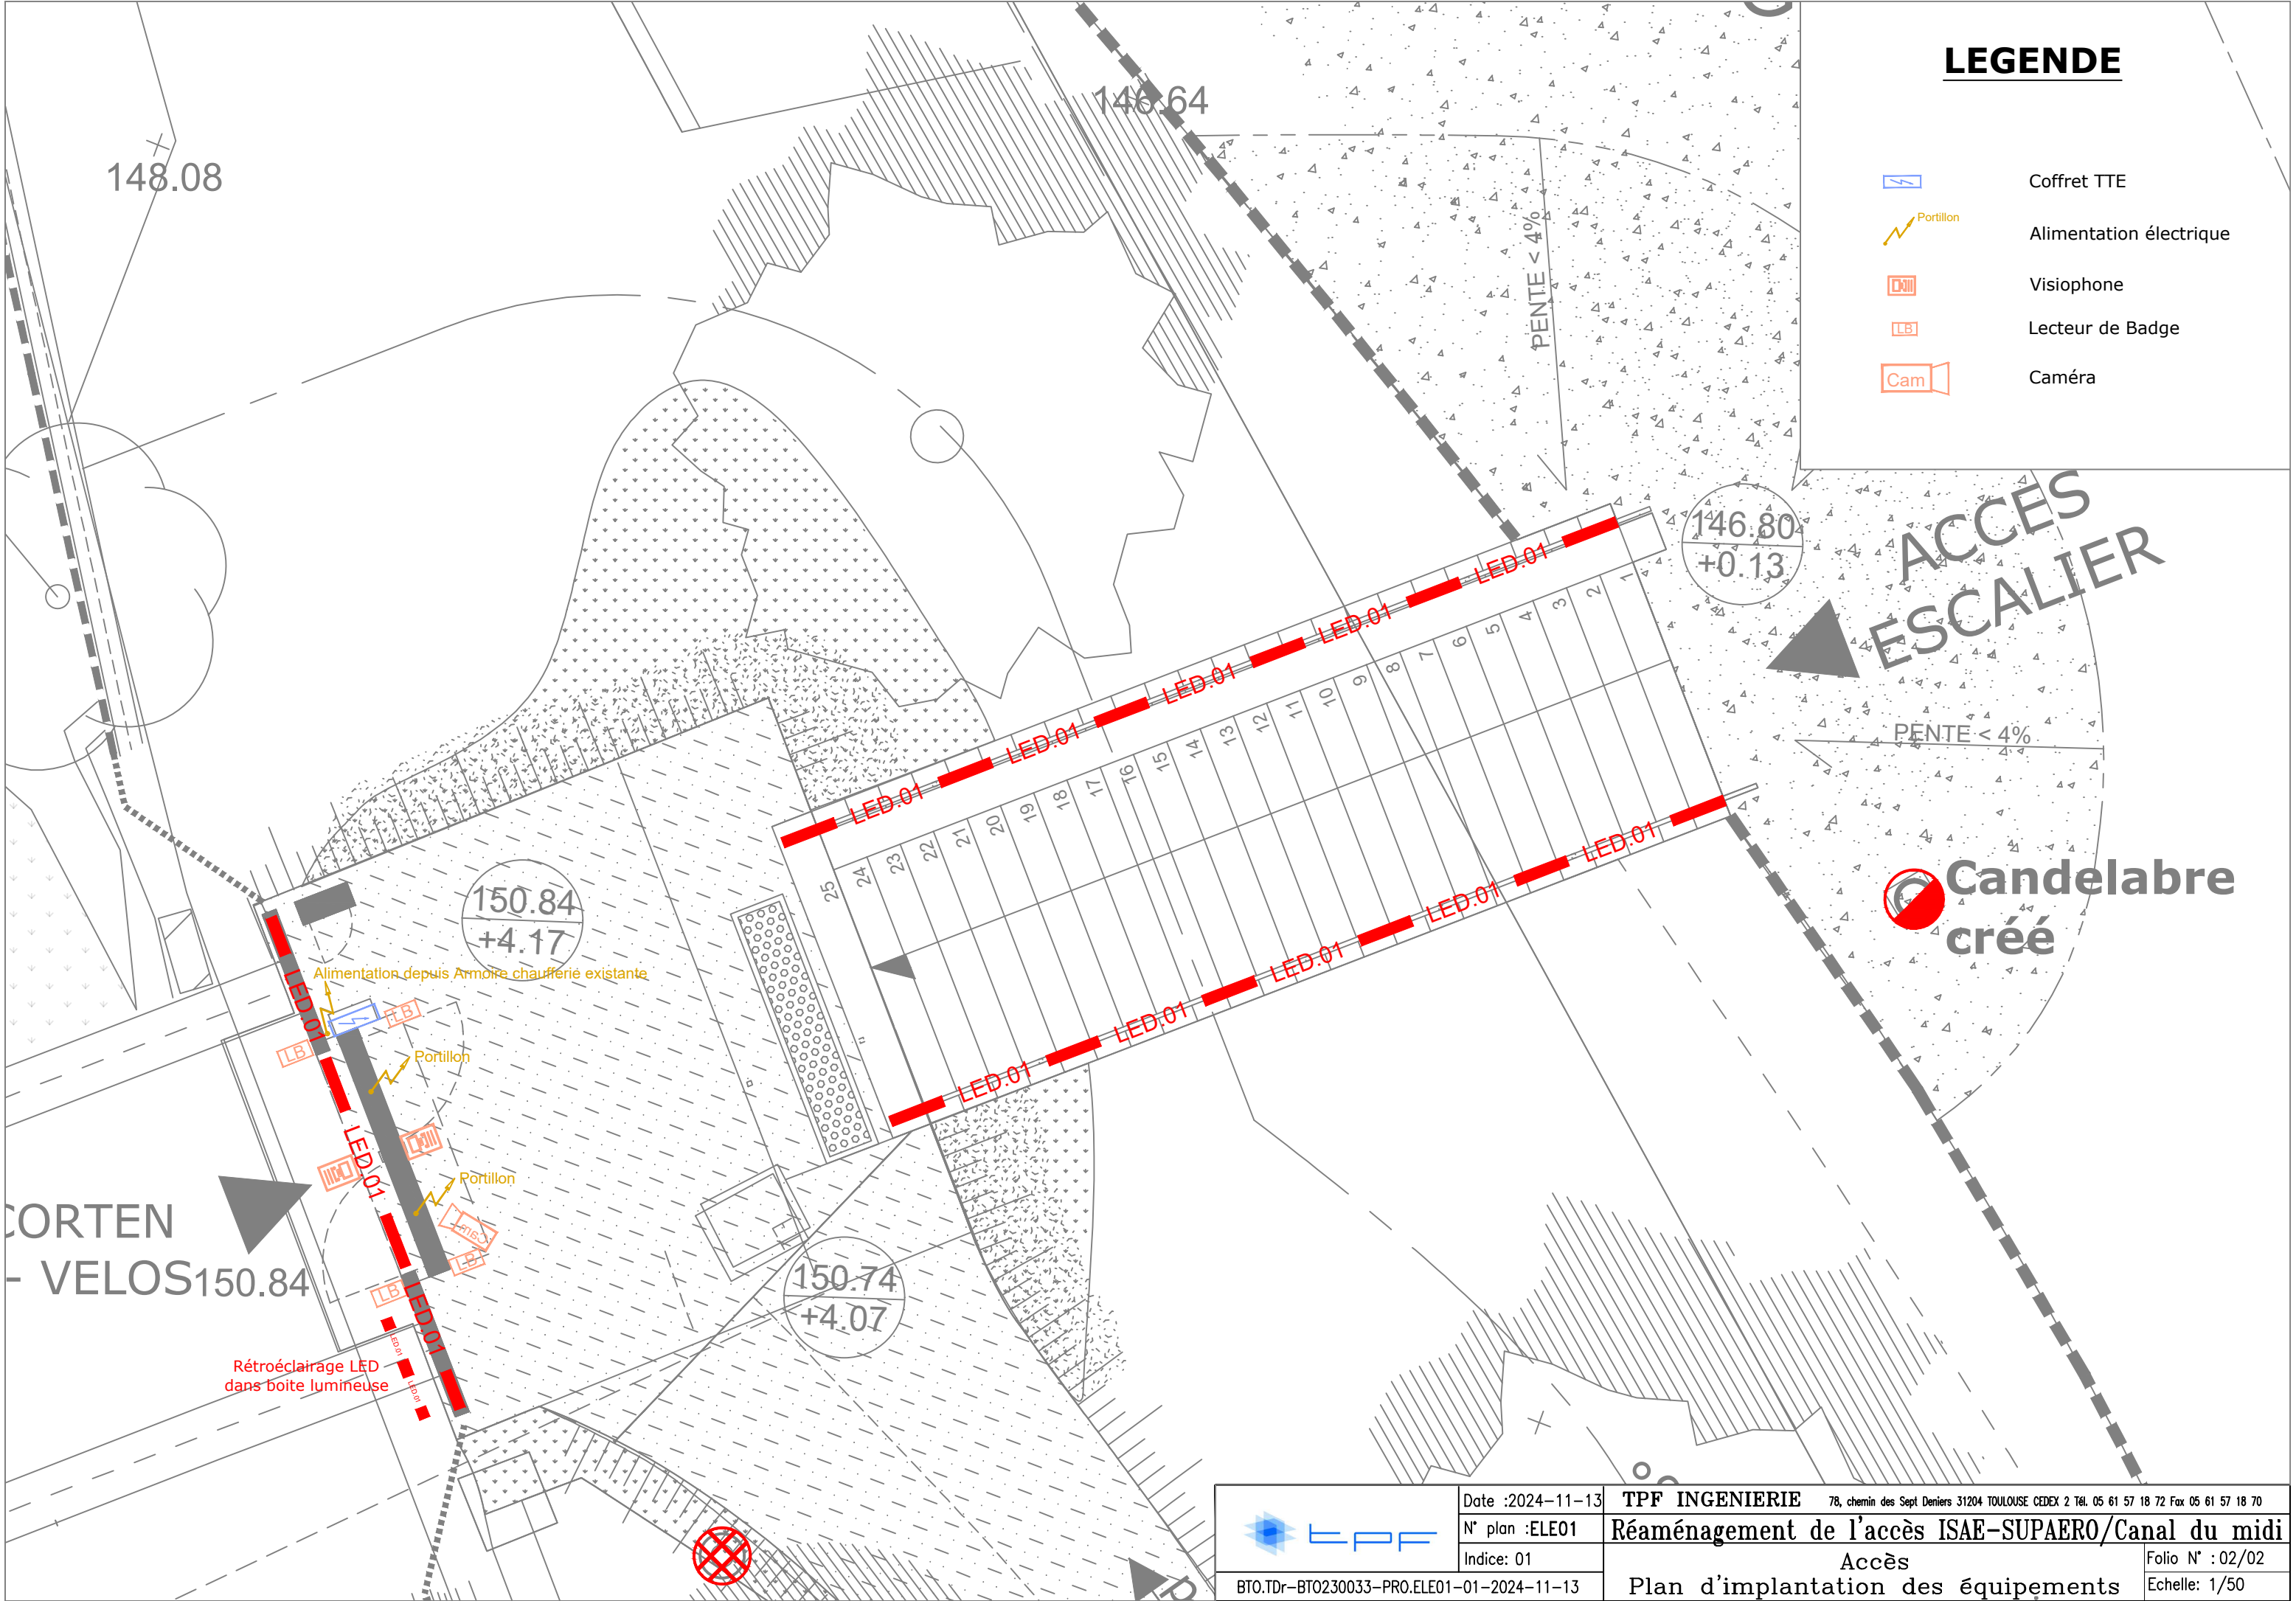 LEGENDE
Coffret TTE
Portillon
Alimentation électrique
Visiophone
LB
Lecteur de Badge
Cam
Caméra
148.08
146.64
PENTE < 4%
146.80
+0.13
ACCES
ESCALIER
PENTE < 4%
Candelabre
créé
LED.01
LED.01
LED.01
LED.01
LED.01
1
2
3
4
5
6
7
8
9
10
11
12
13
14
15
16
17
18
19
20
21
22
23
24
25
LED.01
LED.01
LED.01
LED.01
LED.01
150.84
+4.17
Alimentation depuis Armoire chaufferie existante
LED.01
LB
LB
Portillon
LED.01
Portillon
Cam
LB
LB
LED.01
CORTEN
- VELOS
150.84
150.74
+4.07
LED.01
LED.01
Rétroéclairage LED
dans boite lumineuse
tpf
Date :2024-11-13
N° plan :ELE01
Indice: 01
BTO.TDr-BTO230033-PRO.ELE01-01-2024-11-13
TPF INGENIERIE 78, chemin des Sept Deniers 31204 TOULOUSE CEDEX 2 Tél. 05 61 57 18 72 Fax 05 61 57 18 70
Réaménagement de l'accès ISAE-SUPAERO/Canal du midi
Accès
Plan d'implantation des équipements
Folio N° : 02/02
Echelle: 1/50